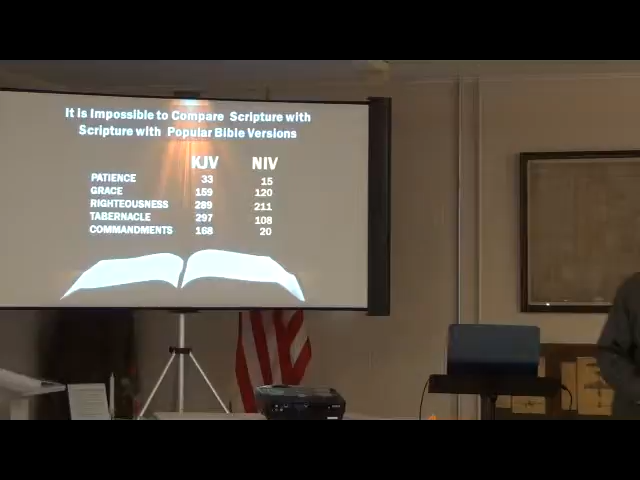 It is Impossible to Compare Scripture with
Scripture with Popular Bible Versions
KJV NIV
PATIENCE 33 15
GRACE 159 120
RIGHTEOUSNESS 289 211
TABERNACLE 297 108
COMMANDMENTS 168 20